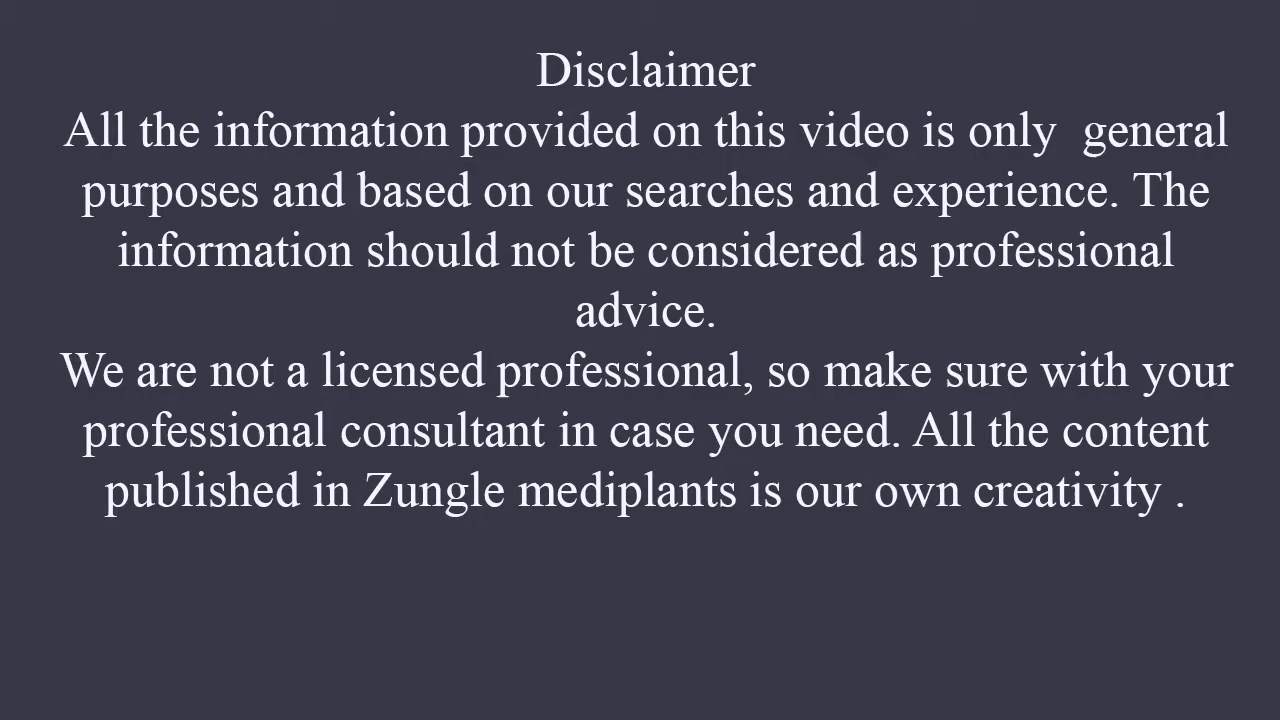 Disclaimer
All the information provided on this video is only  general
purposes and based on our searches and experience. The
information should not be considered as professional
advice.
We are not a licensed professional, so make sure with your
professional consultant in case you need. All the content
published in Zungle mediplants is our own creativity .